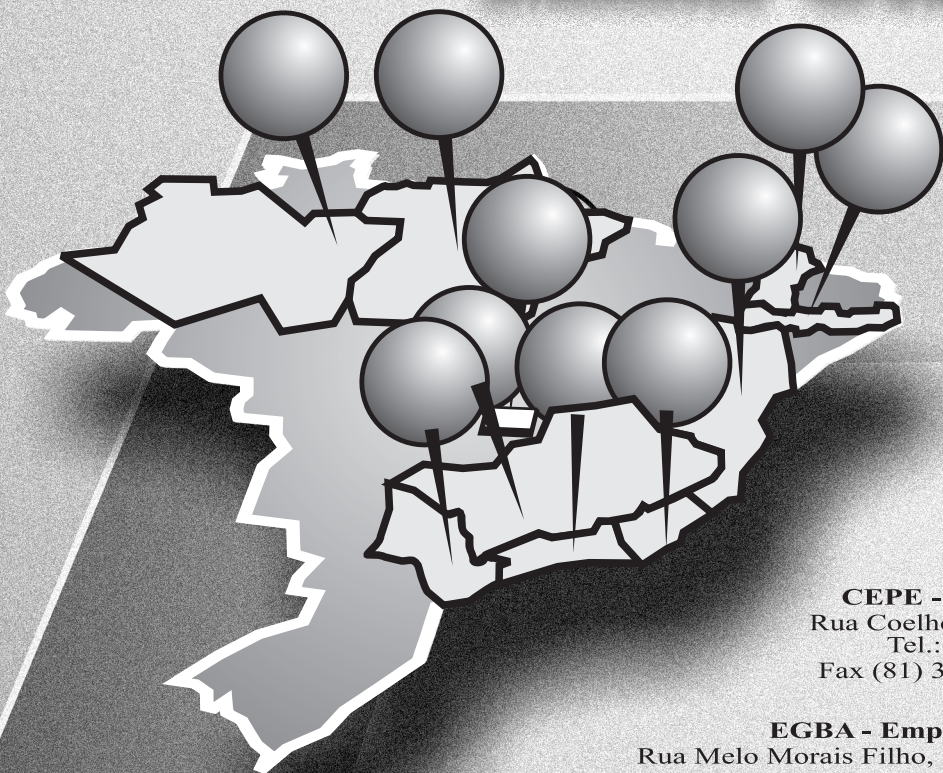 CEPE -
Rua Coelho
Tel.:
Fax (81) 3
EGBA - Emp
Rua Melo Morais Filho,